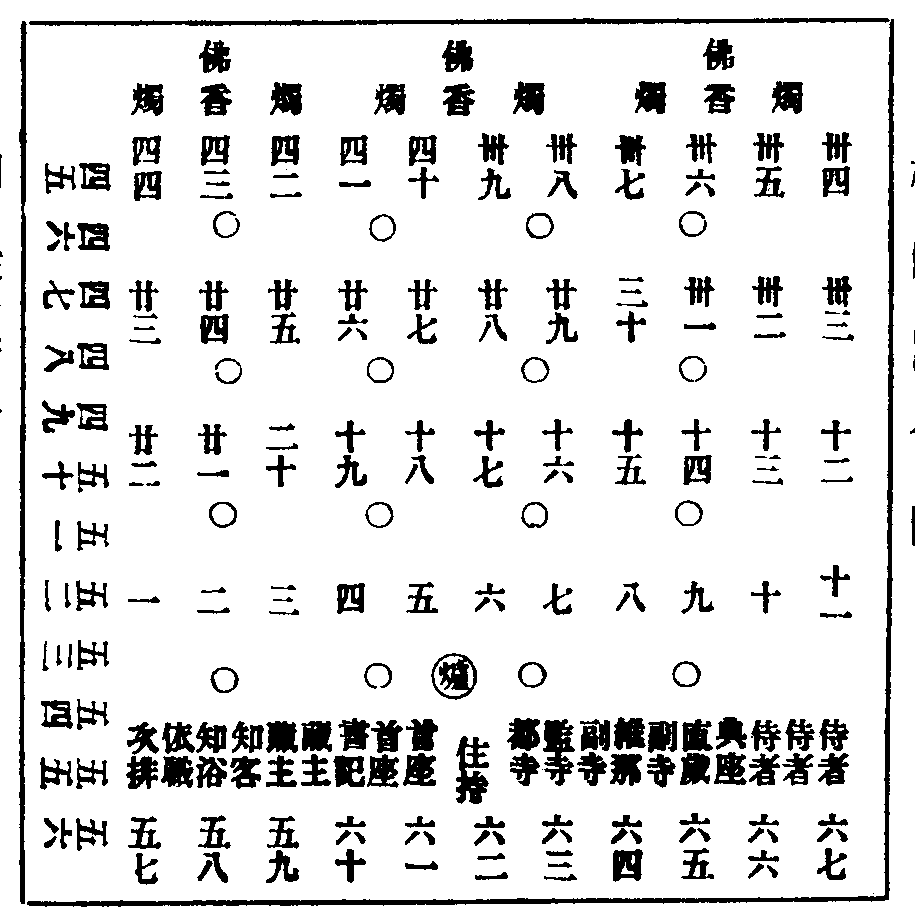 燭 佛香 燭 燭 佛香 燭 燭 佛香 燭
卅四 卅五 卅六 卅七 卅八 卅九 四十 四一 四二 四三 四四
卅三 卅二 卅一 三十 廿九 廿八 廿七 廿六 廿五 廿四 廿三
十二 十三 十四 十五 十六 十七 十八 十九 二十 廿一 廿二
十一 十 九 八 七 六 五 四 三 二 一
爐
侍者 侍者 侍者 典座 直歲 副寺 維那 副寺 監寺 都寺 住持 首座 首座 書記 藏主 藏主 知客 知浴 依職 次排
六七 六六 六五 六四 六三 六二 六一 六十 五九 五八 五七
四五
四六
四七
四八
四九
五十
五一
五二
五三
五四
五五
五六